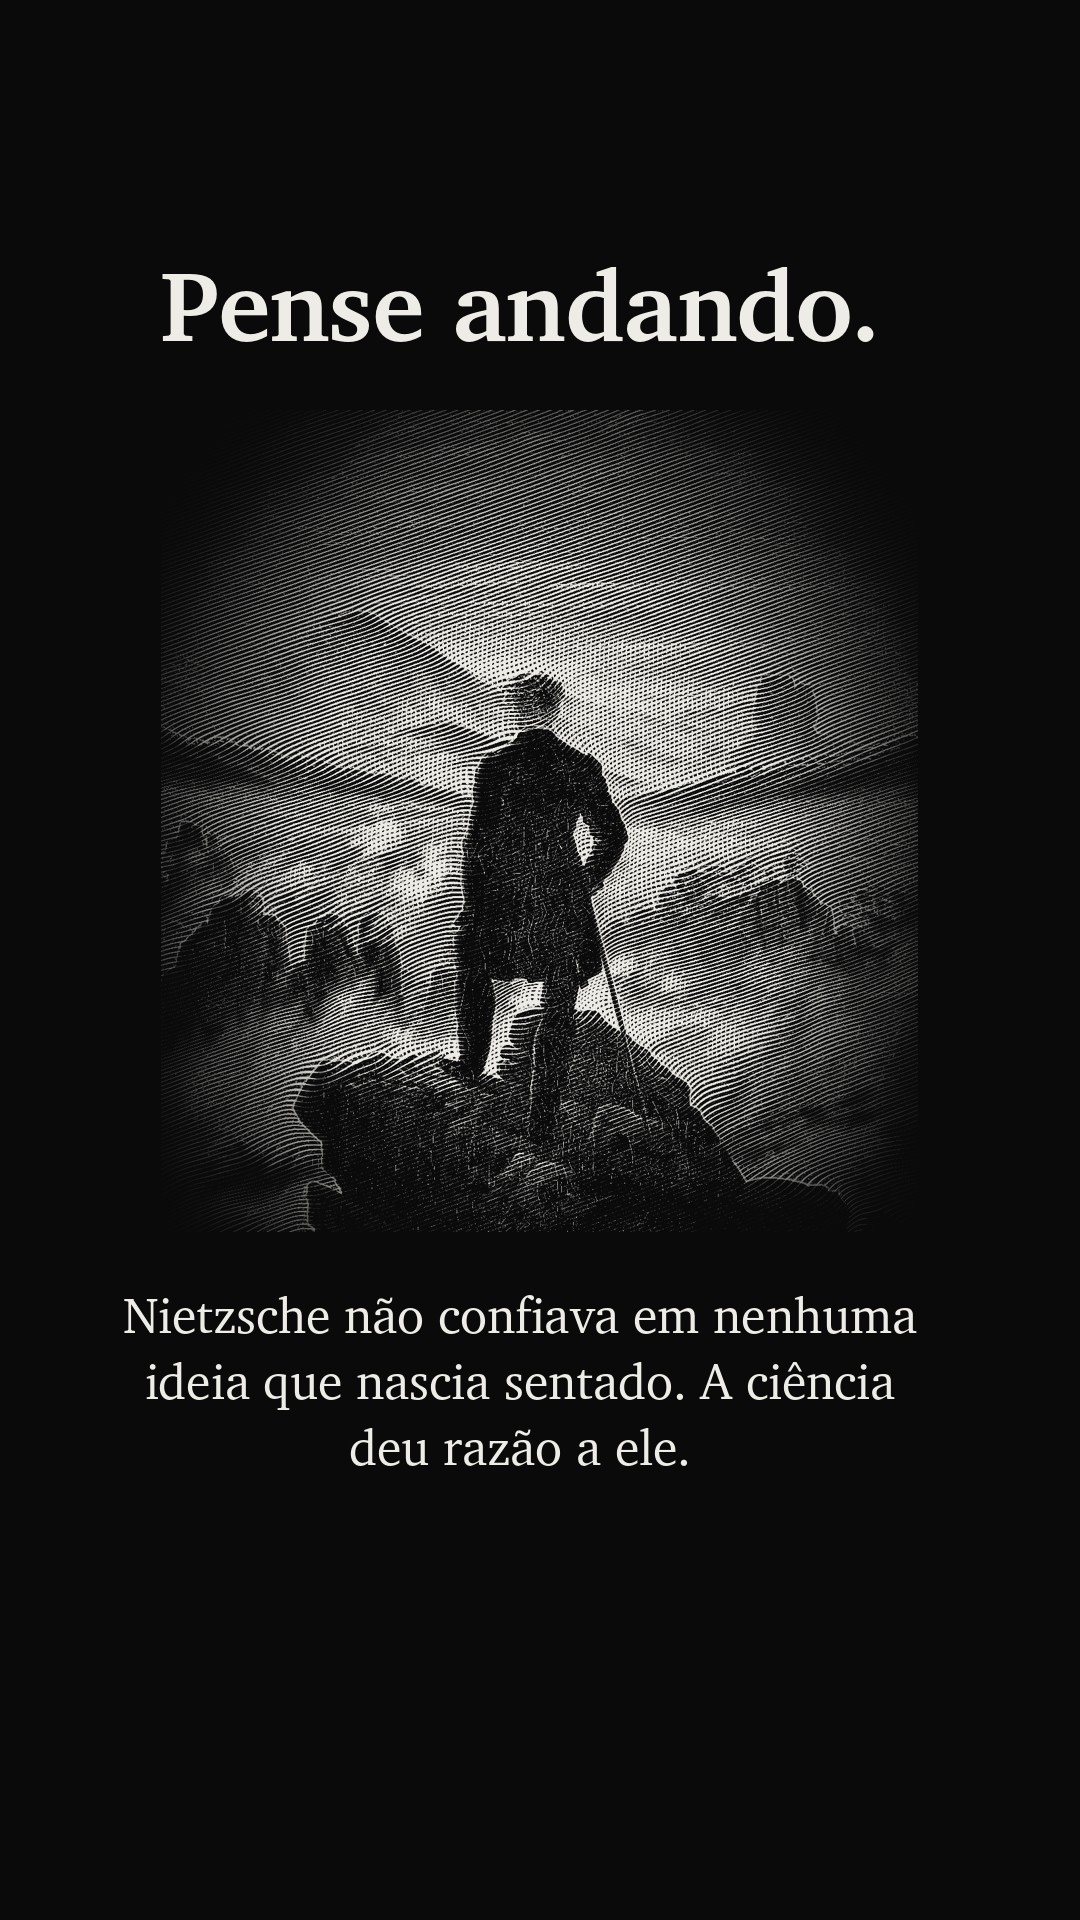 Pense andando.
Nietzsche não confiava em nenhuma
ideia que nascia sentado. A ciência
deu razão a ele.